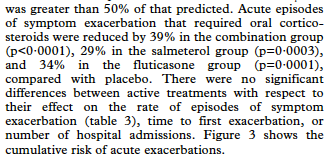 was greater than 50% of that predicted. Acute episodes
of symptom exacerbation that required oral cortico-
steroids were reduced by 39% in the combination group
(p<0·0001), 29% in the salmeterol group (p=0·0003),
and 34% in the fluticasone group (p=0·0001),
compared with placebo. There were no significant
differences between active treatments with respect to
their effect on the rate of episodes of symptom
exacerbation (table 3), time to first exacerbation, or
number of hospital admissions. Figure 3 shows the
cumulative risk of acute exacerbations.